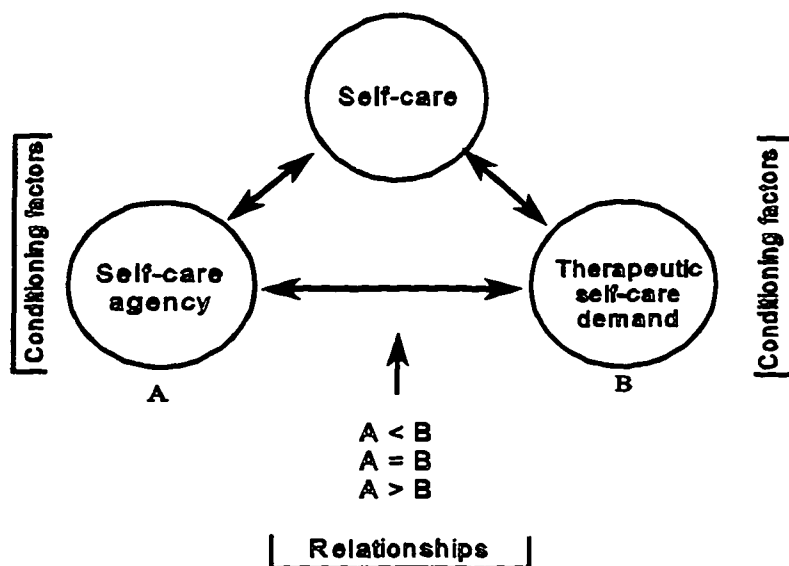 Self-care
Conditioning factors
Self-care
agency
A
Therapeutic
self-care
demand
B
Conditioning factors
A < B
A = B
A > B
Relationships